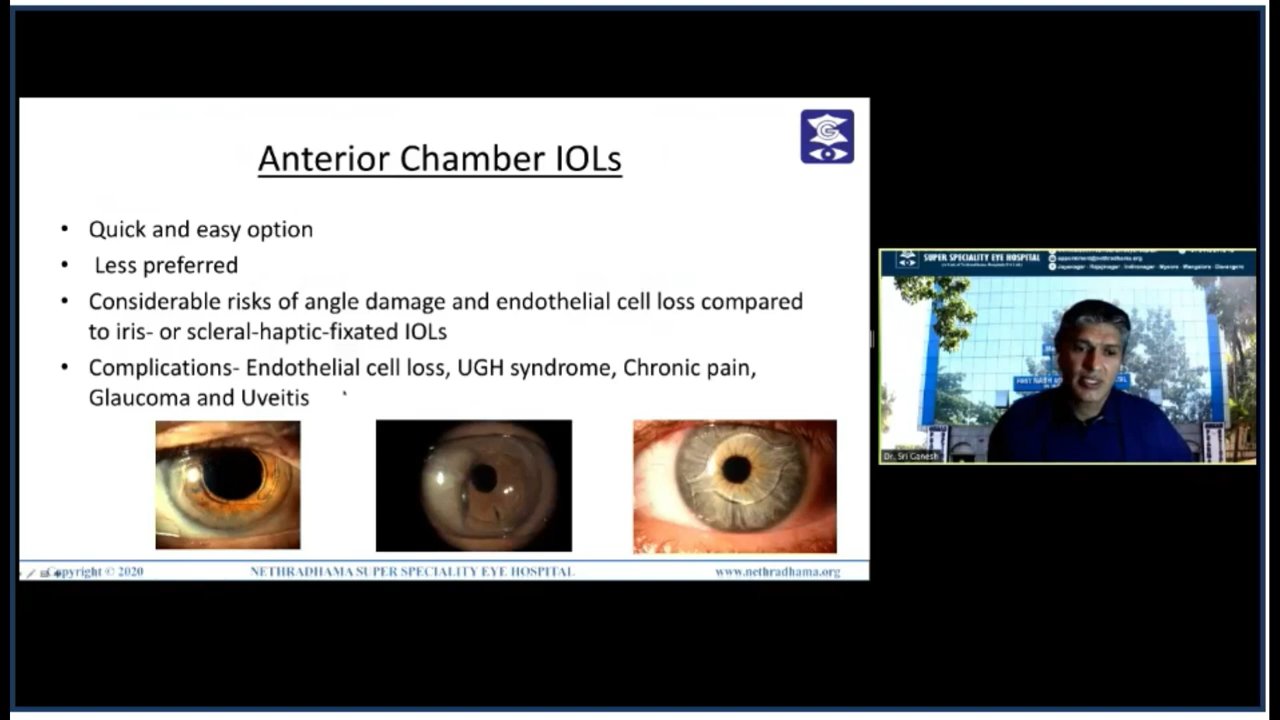 Anterior Chamber IOLs
• Quick and easy option
• Less preferred
• Considerable risks of angle damage and endothelial cell loss compared
to iris- or scleral-haptic-fixated IOLs
• Complications- Endothelial cell loss, UGH syndrome, Chronic pain,
Glaucoma and Uveitis
Copyright © 2020
NETHRADHAMA SUPER SPECIALITY EYE HOSPITAL
www.nethradhama.org
SUPER SPECIALITY EYE HOSPITAL
Dr. Sri Ganesh